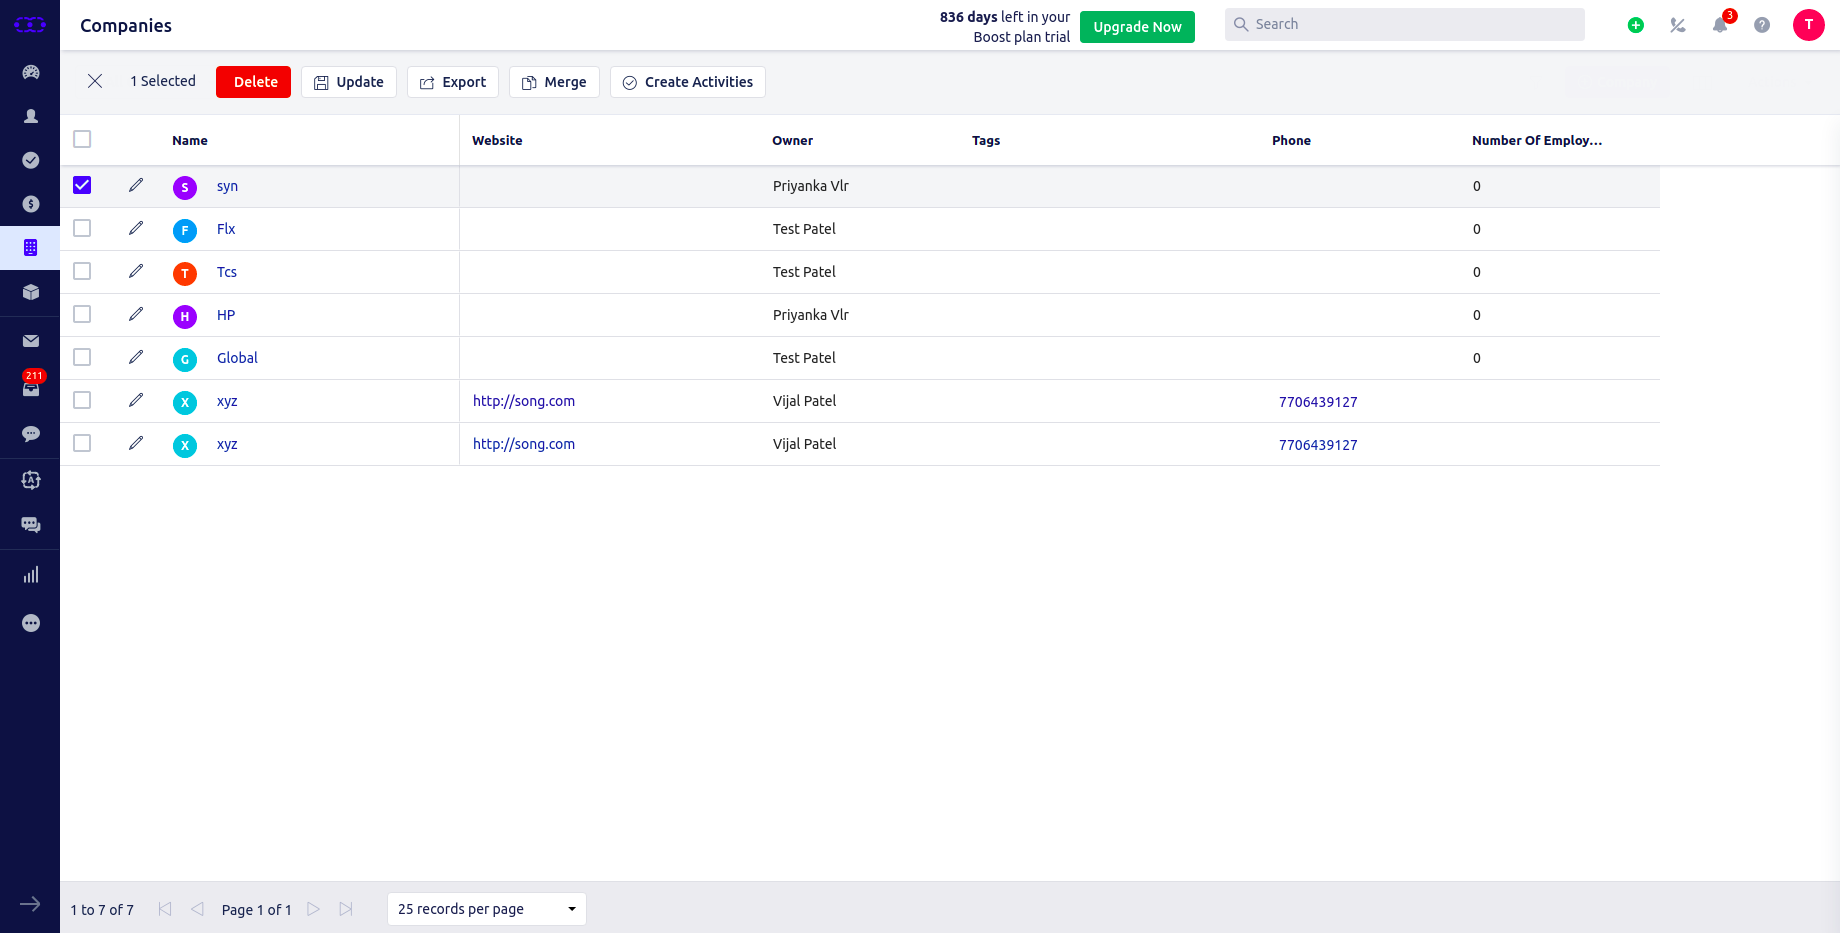 Companies
836 days left in your
Boost plan trial
Upgrade Now
Search
3
?
T
1 Selected
Delete
Update
Export
Merge
Create Activities
Name
Website
Owner
Tags
Phone
Number Of Employ...
S syn Priyanka Vlr 0
F Flx Test Patel 0
T Tcs Test Patel 0
H HP Priyanka Vlr 0
G Global Test Patel 0
X xyz http://song.com Vijal Patel 7706439127
X xyz http://song.com Vijal Patel 7706439127
$
211
A
1 to 7 of 7
Page 1 of 1
25 records per page